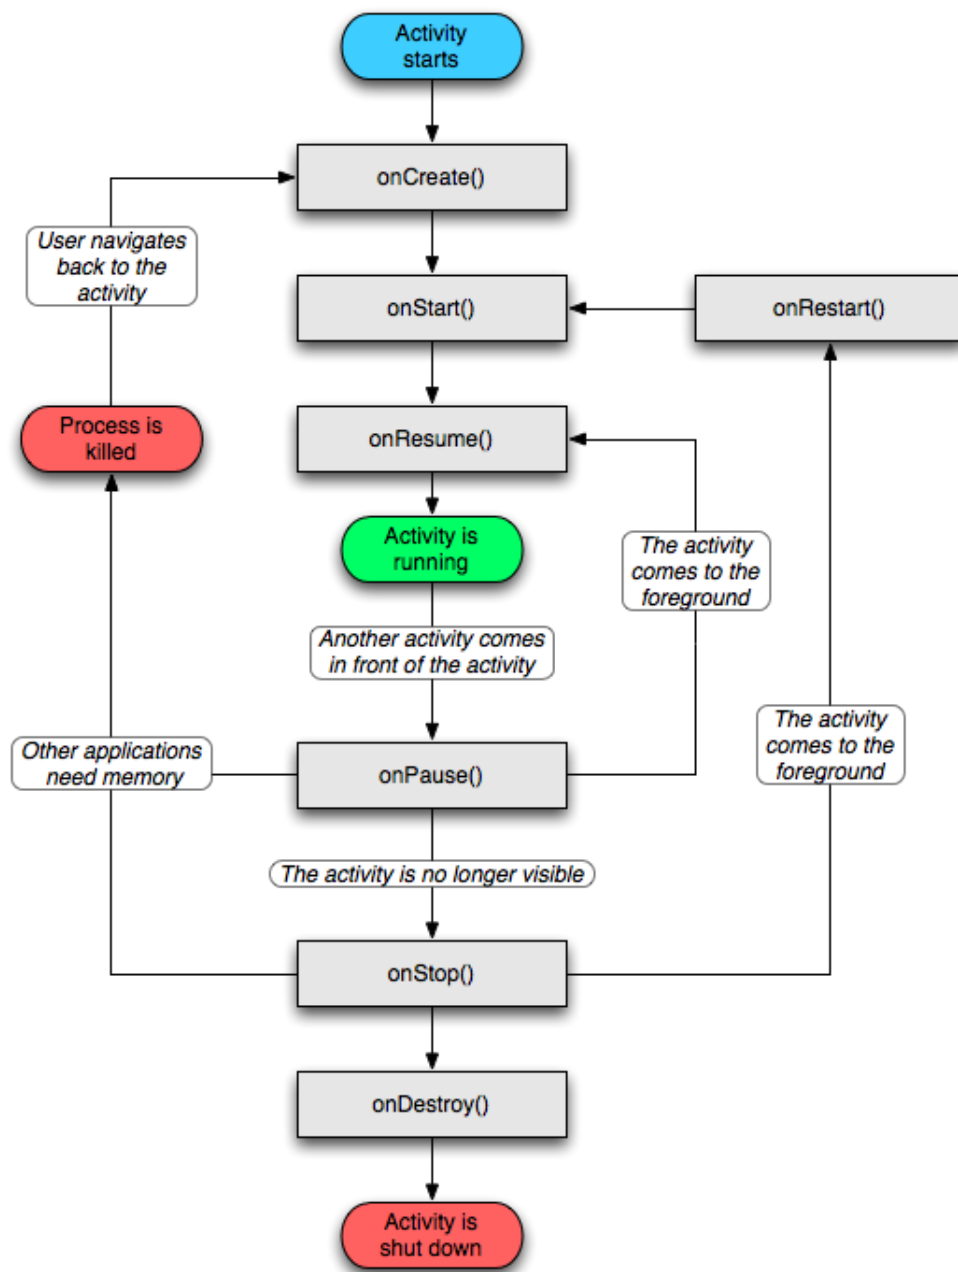 Activity
starts
onCreate()
User navigates
back to the
activity
onStart()
onRestart()
Process is
killed
onResume()
Activity is
running
The activity
comes to the
foreground
Another activity comes
in front of the activity
The activity
comes to the
foreground
Other applications
need memory
onPause()
The activity is no longer visible
onStop()
onDestroy()
Activity is
shut down